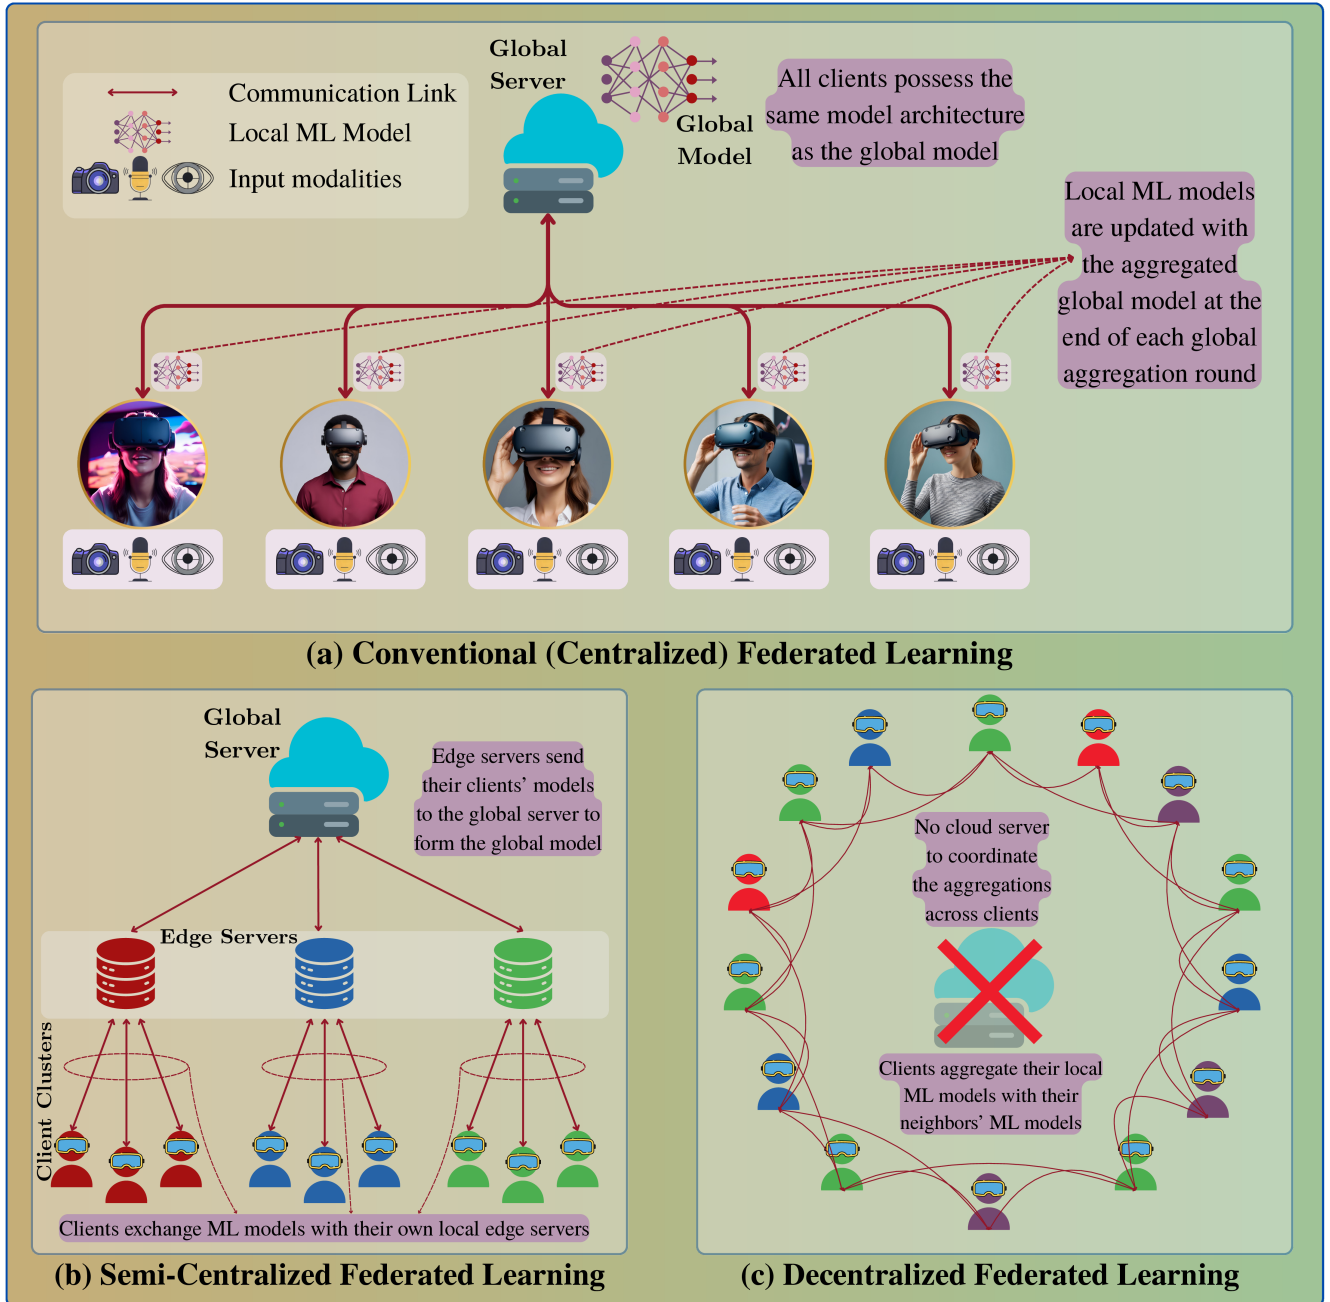 Global
Server
Global
Model
All clients possess the
same model architecture
as the global model
Communication Link
Local ML Model
Input modalities
Local ML models
are updated with
the aggregated
global model at the
end of each global
aggregation round
(a) Conventional (Centralized) Federated Learning
Global
Server
Edge servers send
their clients’ models
to the global server to
form the global model
Edge Servers
Client Clusters
Clients exchange ML models with their own local edge servers
(b) Semi-Centralized Federated Learning
No cloud server
to coordinate
the aggregations
across clients
Clients aggregate their local
ML models with their
neighbors’ ML models
(c) Decentralized Federated Learning